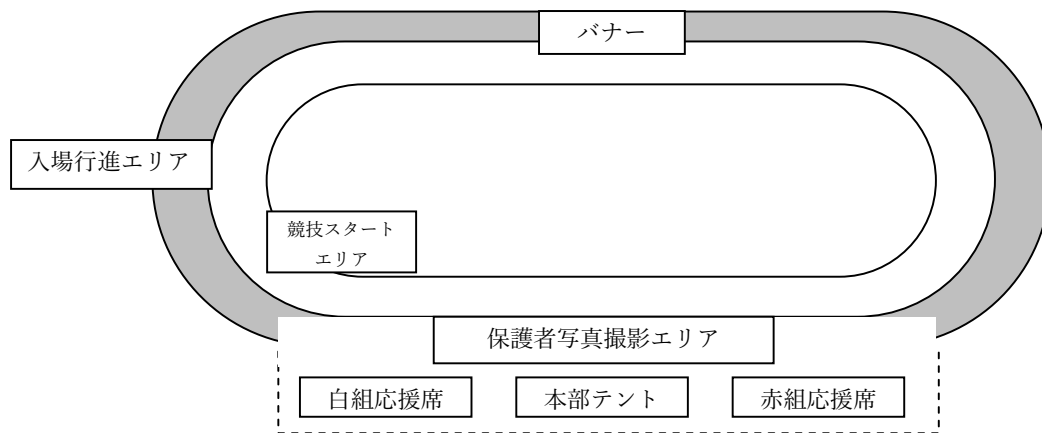 バナー
入場行進エリア
競技スタート
エリア
保護者写真撮影エリア
白組応援席
本部テント
赤組応援席